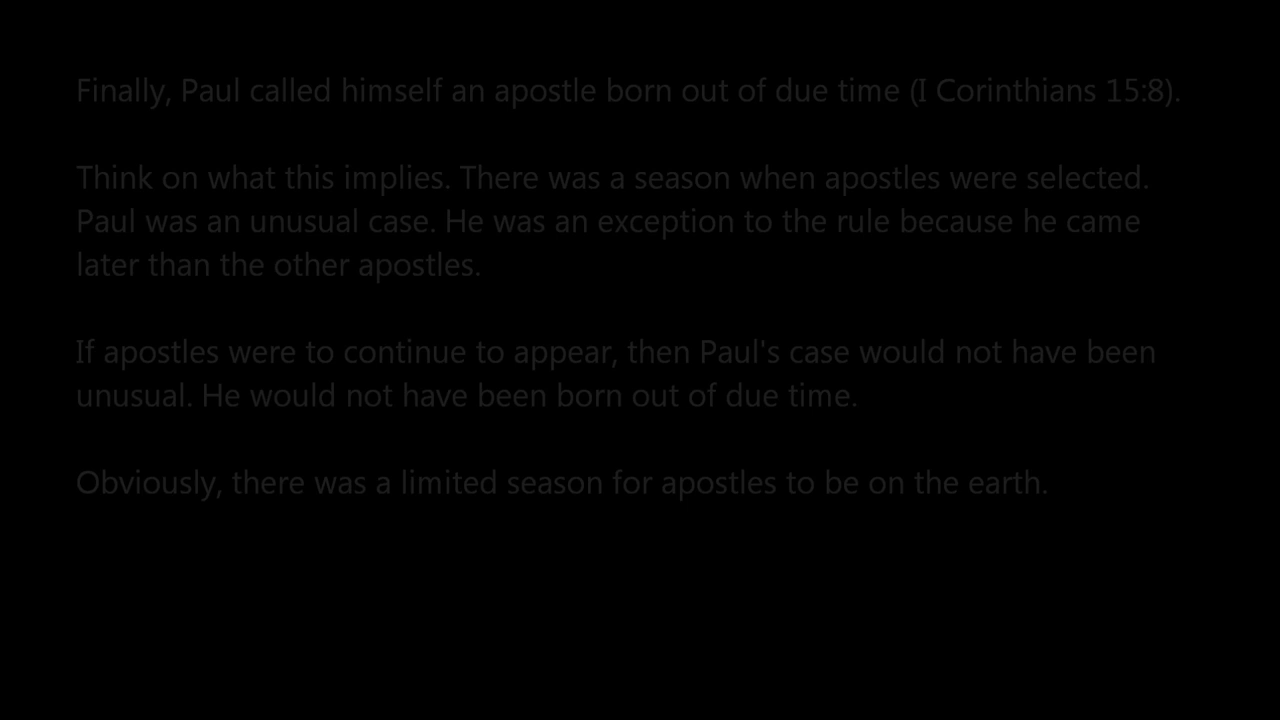 Finally, Paul called himself an apostle born out of due time (I Corinthians 15:8).
Think on what this implies. There was a season when apostles were selected.
Paul was an unusual case. He was an exception to the rule because he came
later than the other apostles.
If apostles were to continue to appear, then Paul's case would not have been
unusual. He would not have been born out of due time.
Obviously, there was a limited season for apostles to be on the earth.